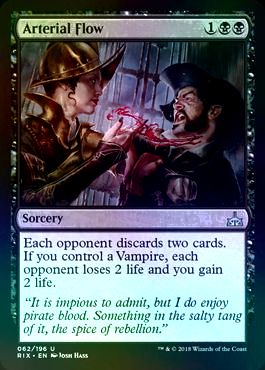 Arterial Flow 1
Sorcery
Each opponent discards two cards.
If you control a Vampire, each
opponent loses 2 life and you gain
2 life.
"It is impious to admit, but I do enjoy
pirate blood. Something in the salty tang
of it, the spice of rebellion."
062/196 U
RIX • EN Josh Hass
™ & © 2018 Wizards of the Coast